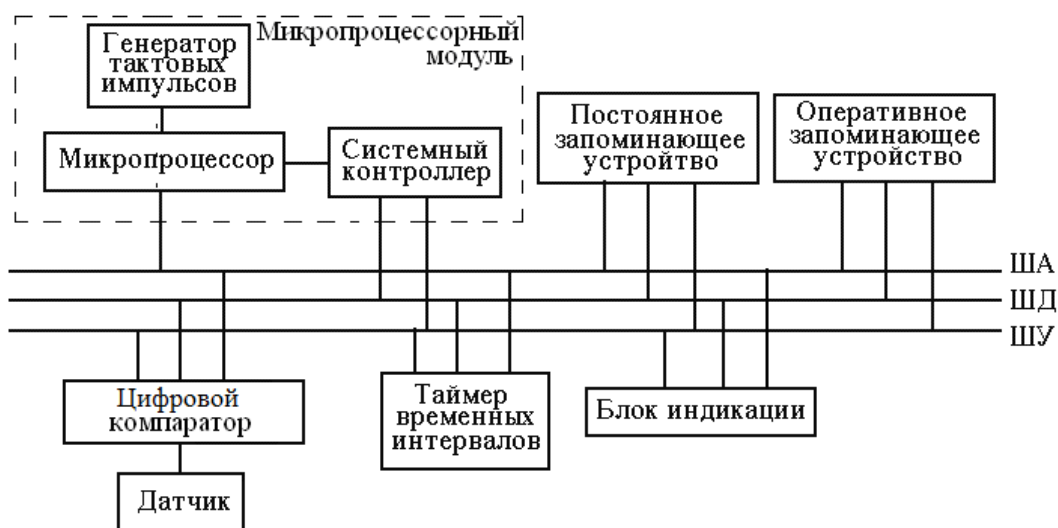 Микропроцессорный
модуль
Генератор
тактовых
импульсов
Микропроцессор
Системный
контроллер
Постоянное
запоминающее
устройтво
Оперативное
запоминающее
устройство
ША
ШД
ШУ
Цифровой
компаратор
Таймер
временных
интервалов
Блок индикации
Датчик